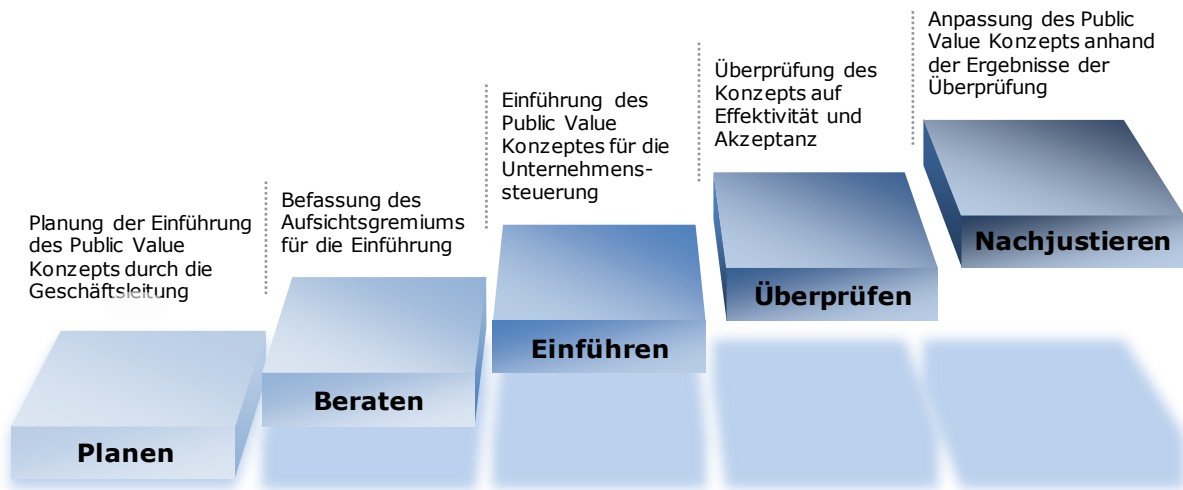 Planung der Einführung
des Public Value
Konzepts durch die
Geschäftsleitung
Planen
Befassung des
Aufsichtsgremiums
für die Einführung
Beraten
Einführung des
Public Value
Konzeptes für die
Unternehmens-
steuerung
Einführen
Überprüfung des
Konzepts auf
Effektivität und
Akzeptanz
Überprüfen
Anpassung des Public
Value Konzepts anhand
der Ergebnisse der
Überprüfung
Nachjustieren